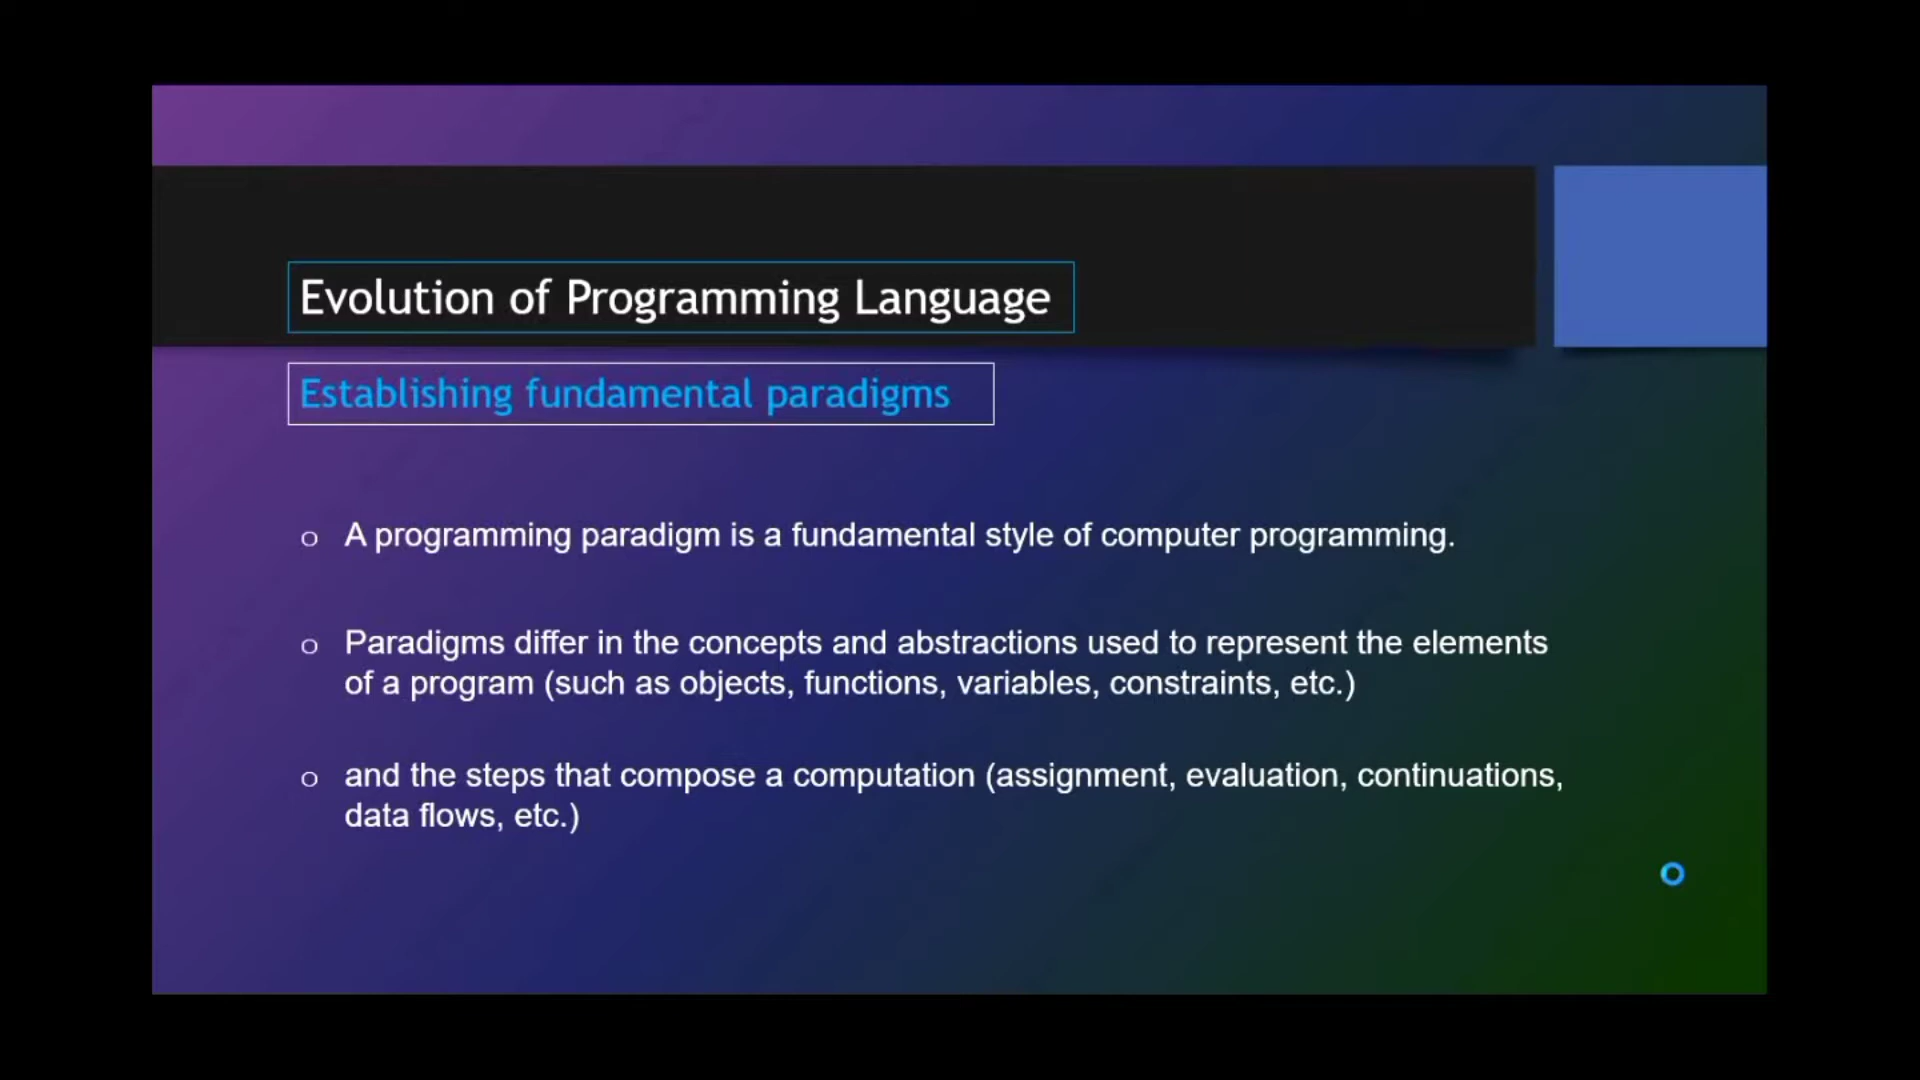 Evolution of Programming Language
Establishing fundamental paradigms
o A programming paradigm is a fundamental style of computer programming.
o Paradigms differ in the concepts and abstractions used to represent the elements
of a program (such as objects, functions, variables, constraints, etc.)
o and the steps that compose a computation (assignment, evaluation, continuations,
data flows, etc.)